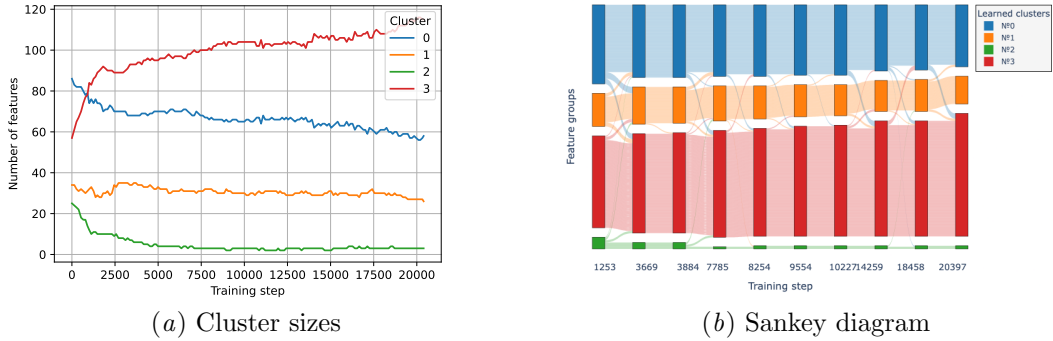 120
100
80
60
40
20
0
Number of features
Cluster
0
1
2
3
0 2500 5000 7500 10000 12500 15000 17500 20000
Training step
(a) Cluster sizes
Learned clusters
№0
№1
№2
№3
Feature groups
1253 3669 3884 7785 8254 9554 10227 14259 18458 20397
Training step
(b) Sankey diagram